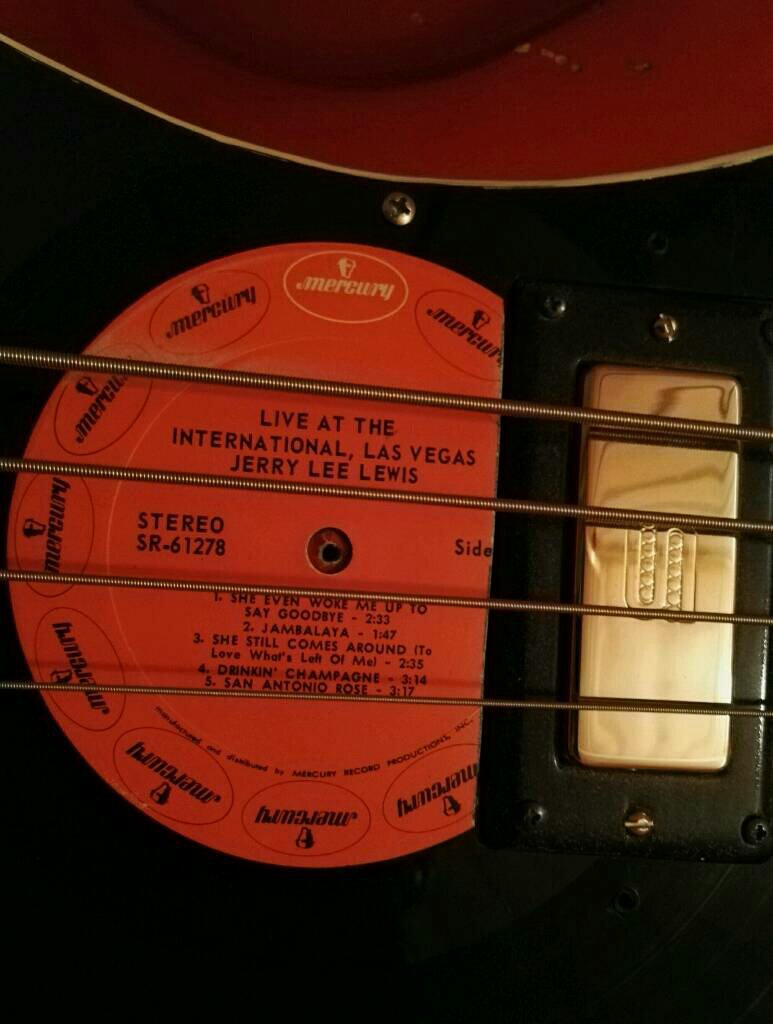 mercury
mercury
mercury
mercury
mercury
mercury
mercury
mercury
mercury
LIVE AT THE
INTERNATIONAL, LAS VEGAS
JERRY LEE LEWIS
STEREO
SR-61278
Side
1. SHE EVEN WOKE ME UP TO
SAY GOODBYE - 2:33
2. JAMBALAYA - 1:47
3. SHE STILL COMES AROUND (To
Love What's Left Of Me) - 2:35
4. DRINKIN' CHAMPAGNE - 3:14
5. SAN ANTONIO ROSE - 3:17
manufactured and distributed by MERCURY RECORD PRODUCTIONS, INC.